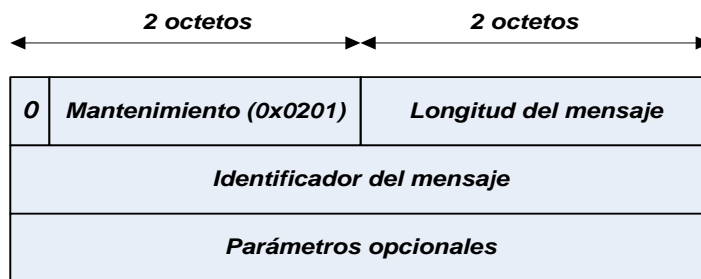 2 octetos 2 octetos
0 Mantenimiento (0x0201) Longitud del mensaje
Identificador del mensaje
Parámetros opcionales